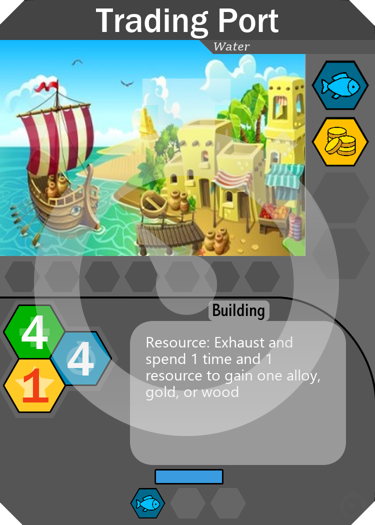 Trading Port
Water
Building
4
4
1
Resource: Exhaust and
spend 1 time and 1
resource to gain one alloy,
gold, or wood